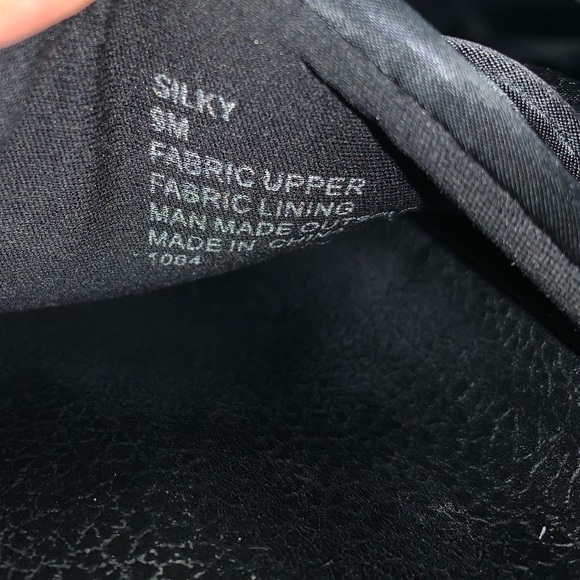 SILKY
9M
FABRIC UPPER
FABRIC LINING
MAN MADE
MADE IN
1084